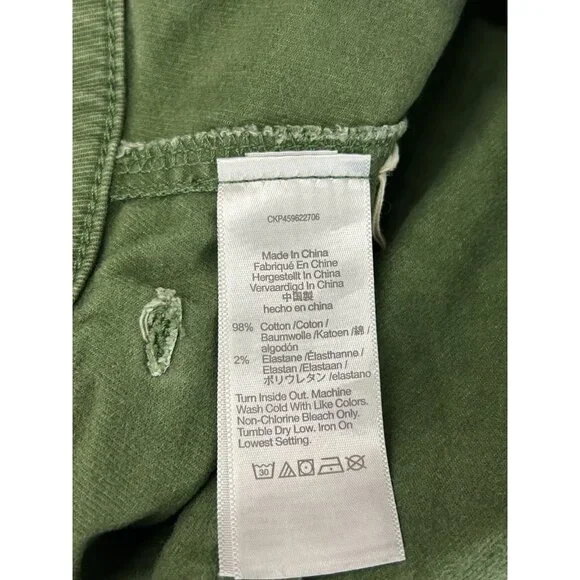 CKP459622706
Made In China
Fabriqué En Chine
Hergestellt In China
Vervaardigd In China
中国製
hecho en china
98% Cotton /Coton/
Baumwolle /Katoen /綿 /
algodón
2% Elastane /Élasthanne/
Elastan /Elastaan /
ポリウレタン /elastano
Turn Inside Out. Machine
Wash Cold With Like Colors.
Non-Chlorine Bleach Only.
Tumble Dry Low. Iron On
Lowest Setting.
30